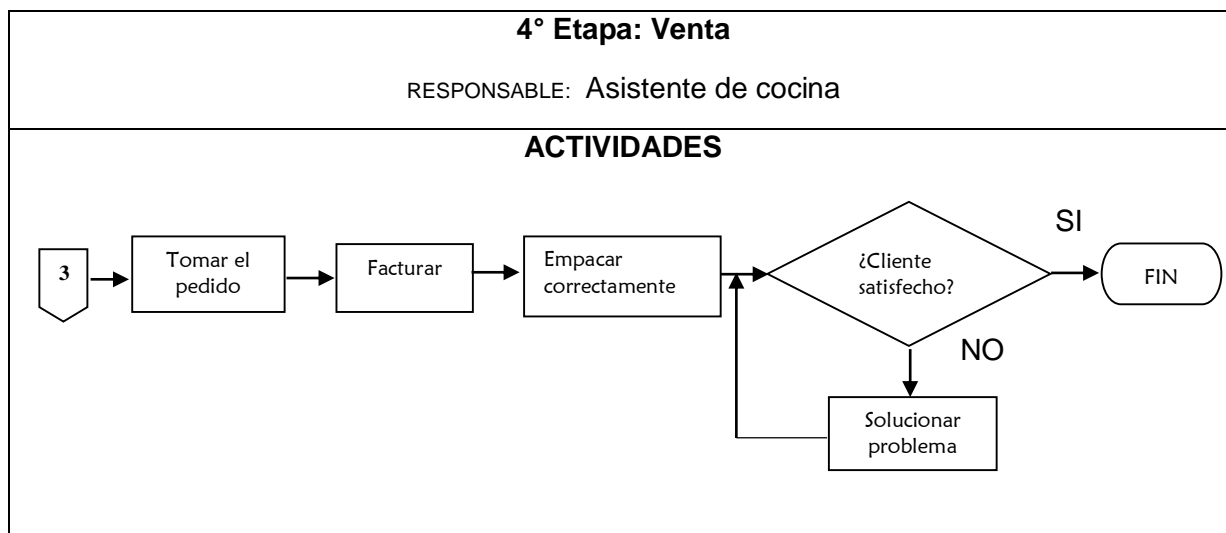 4° Etapa: Venta
RESPONSABLE: Asistente de cocina
ACTIVIDADES
3
Tomar el
pedido
Facturar
Empacar
correctamente
¿Cliente
satisfecho?
SI
FIN
NO
Solucionar
problema